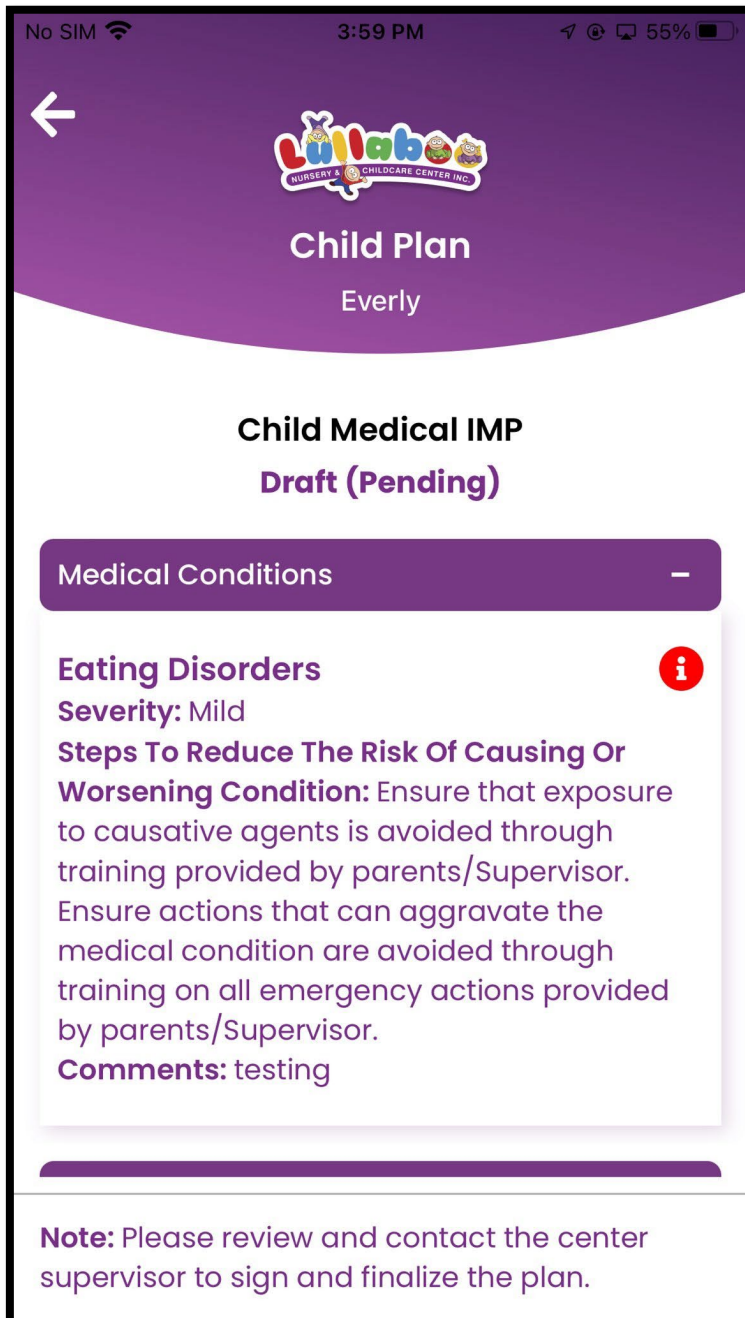 No SIM 3:59 PM 55%
Lullaboo
NURSERY & CHILDCARE CENTER INC.
Child Plan
Everly
Child Medical IMP
Draft (Pending)
Medical Conditions –
Eating Disorders i
Severity: Mild
Steps To Reduce The Risk Of Causing Or
Worsening Condition: Ensure that exposure
to causative agents is avoided through
training provided by parents/Supervisor.
Ensure actions that can aggravate the
medical condition are avoided through
training on all emergency actions provided
by parents/Supervisor.
Comments: testing
Note: Please review and contact the center
supervisor to sign and finalize the plan.